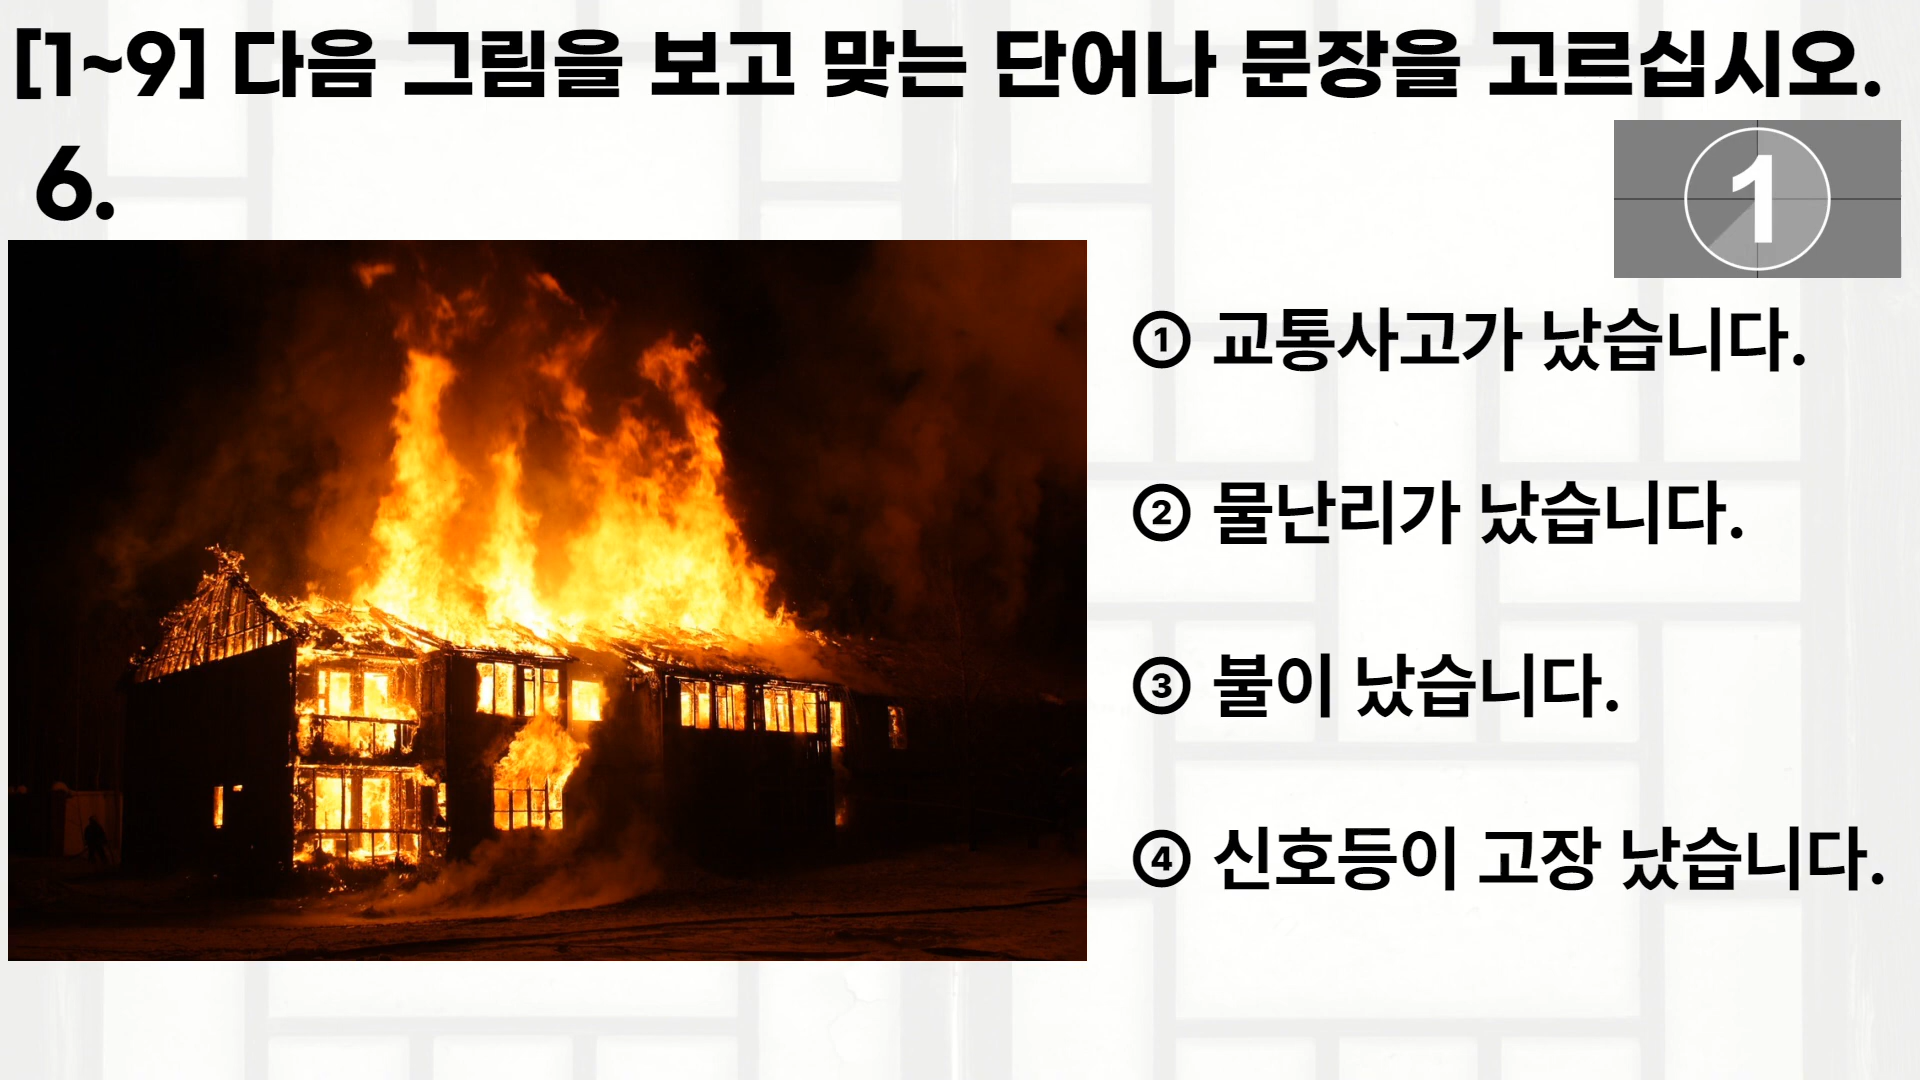 [1~9] 다음 그림을 보고 맞는 단어나 문장을 고르십시오.
6.
1
① 교통사고가 났습니다.
② 물난리가 났습니다.
③ 불이 났습니다.
④ 신호등이 고장 났습니다.